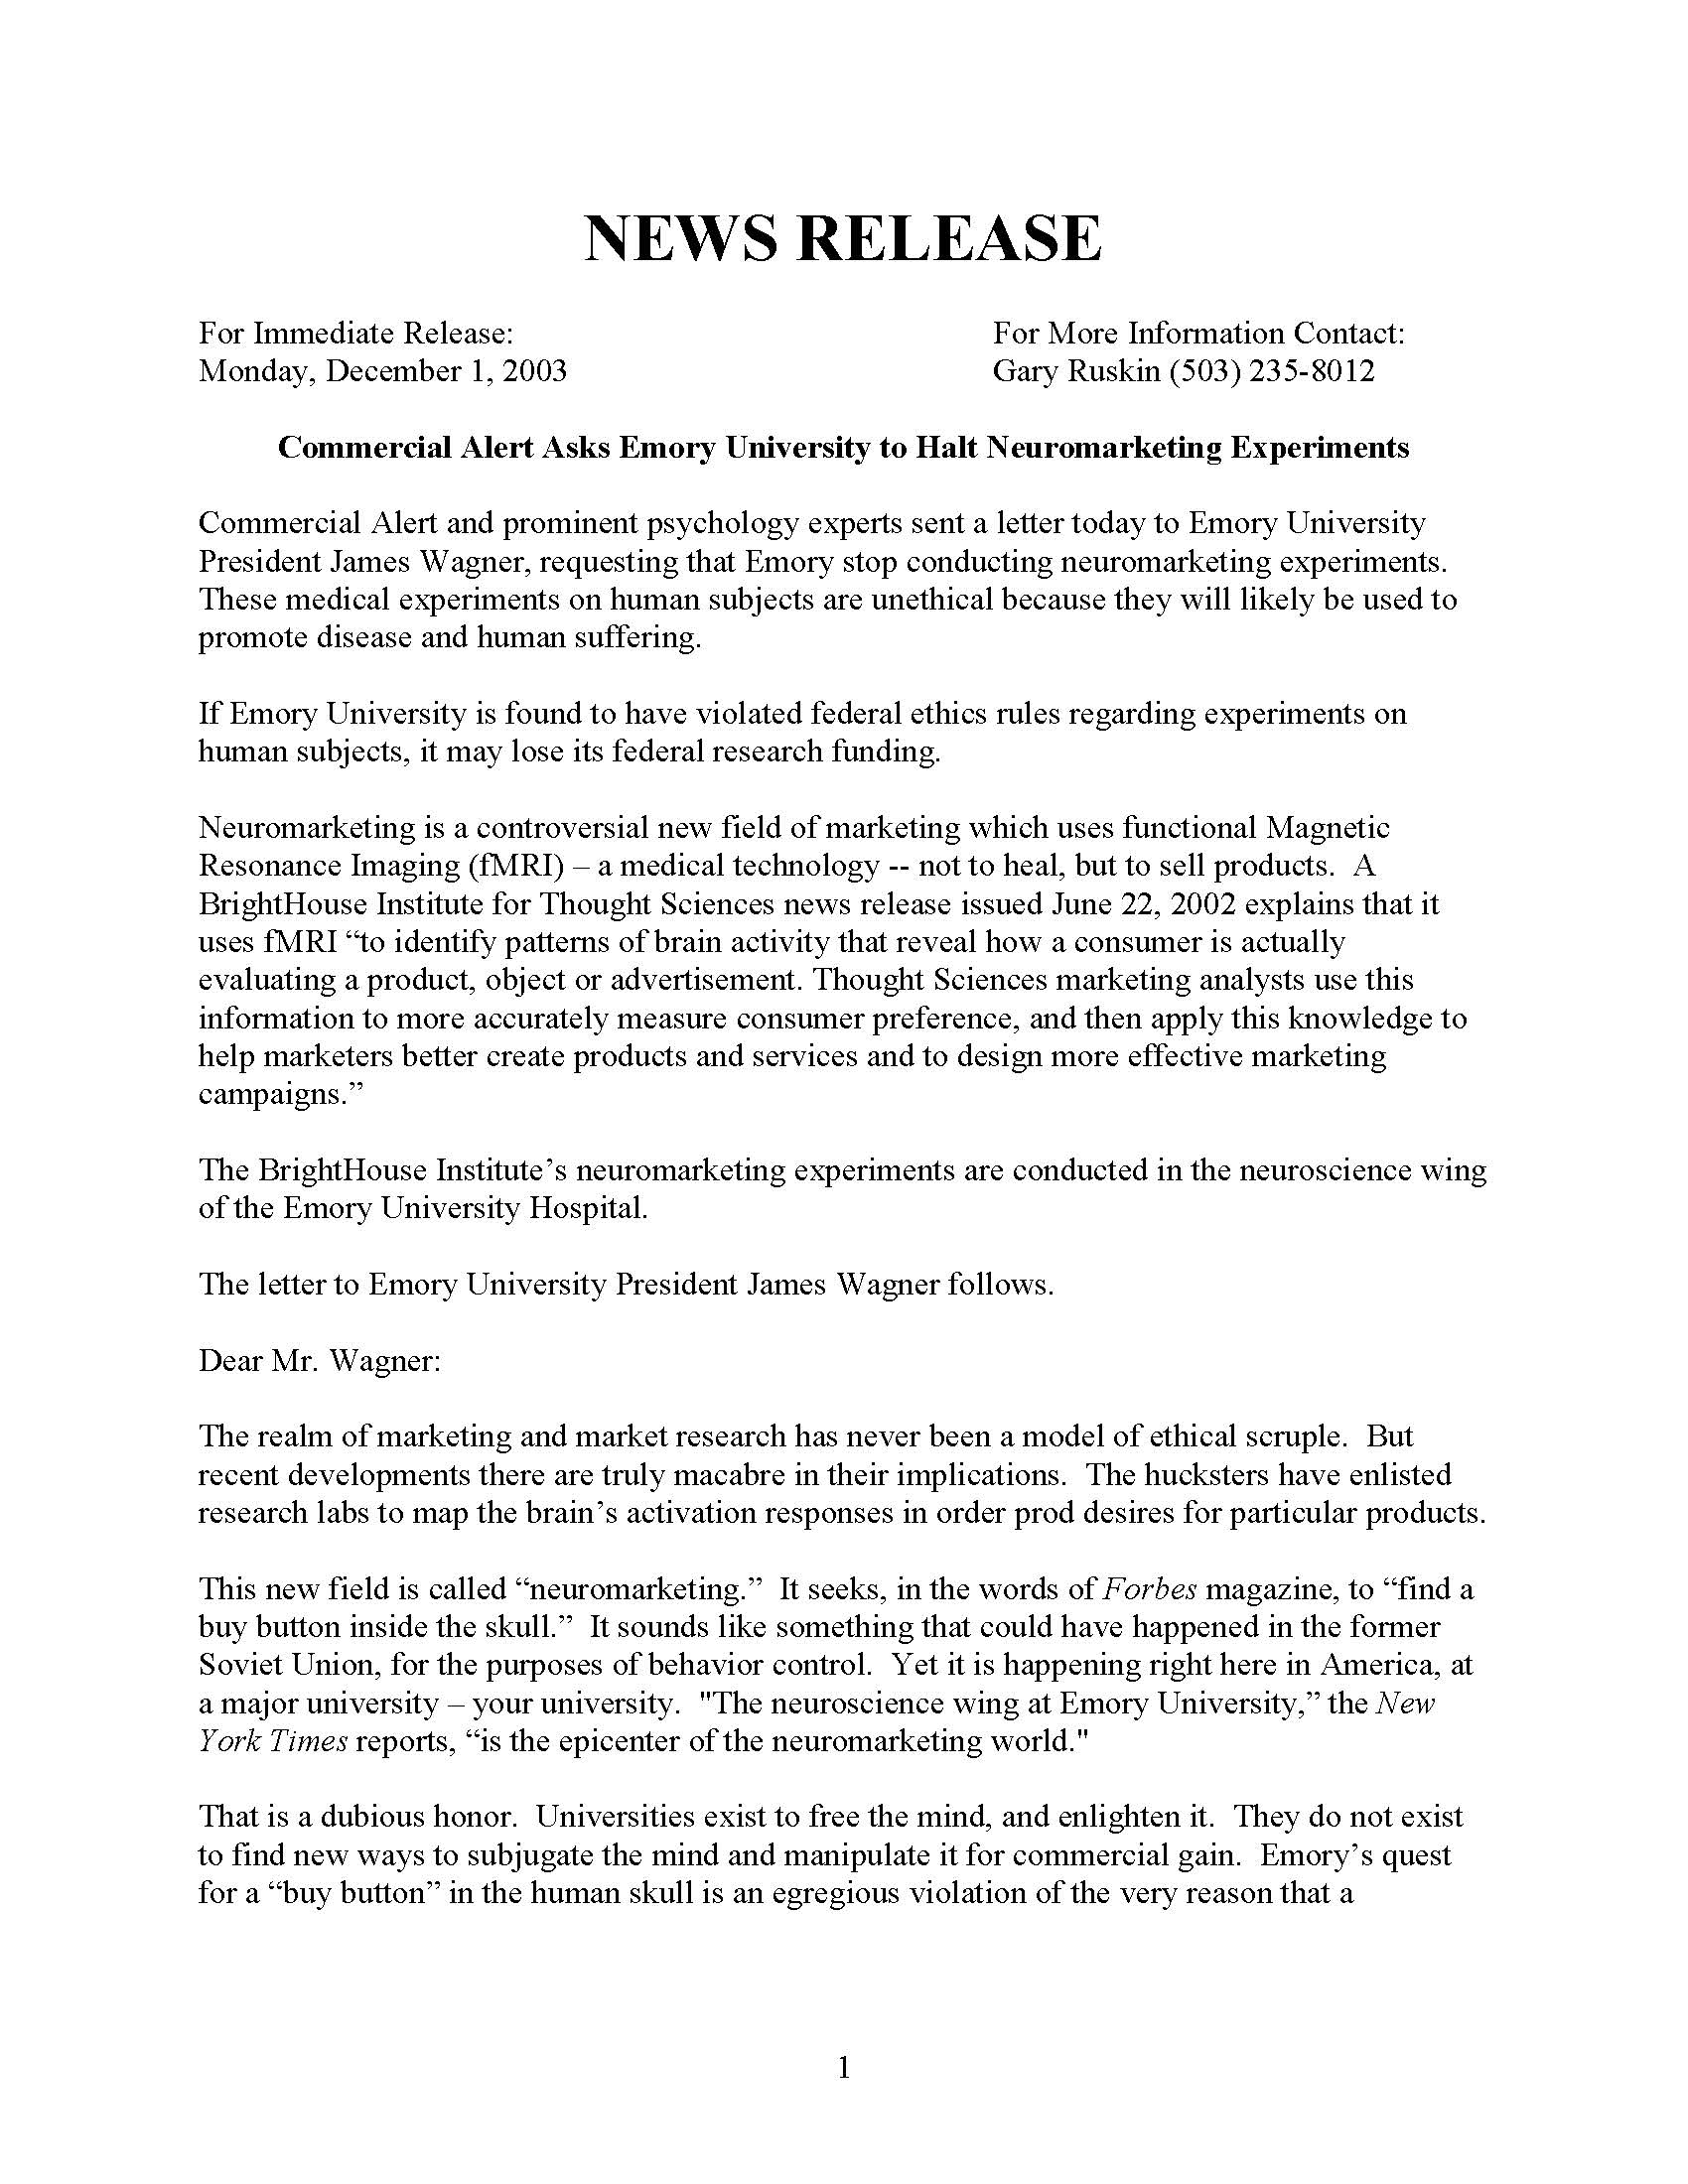 NEWS RELEASE
For Immediate Release:
Monday, December 1, 2003
For More Information Contact:
Gary Ruskin (503) 235-8012
Commercial Alert Asks Emory University to Halt Neuromarketing Experiments
Commercial Alert and prominent psychology experts sent a letter today to Emory University
President James Wagner, requesting that Emory stop conducting neuromarketing experiments.
These medical experiments on human subjects are unethical because they will likely be used to
promote disease and human suffering.
If Emory University is found to have violated federal ethics rules regarding experiments on
human subjects, it may lose its federal research funding.
Neuromarketing is a controversial new field of marketing which uses functional Magnetic
Resonance Imaging (fMRI) – a medical technology -- not to heal, but to sell products.  A
BrightHouse Institute for Thought Sciences news release issued June 22, 2002 explains that it
uses fMRI “to identify patterns of brain activity that reveal how a consumer is actually
evaluating a product, object or advertisement. Thought Sciences marketing analysts use this
information to more accurately measure consumer preference, and then apply this knowledge to
help marketers better create products and services and to design more effective marketing
campaigns.”
The BrightHouse Institute’s neuromarketing experiments are conducted in the neuroscience wing
of the Emory University Hospital.
The letter to Emory University President James Wagner follows.
Dear Mr. Wagner:
The realm of marketing and market research has never been a model of ethical scruple.  But
recent developments there are truly macabre in their implications.  The hucksters have enlisted
research labs to map the brain’s activation responses in order prod desires for particular products.
This new field is called “neuromarketing.”  It seeks, in the words of Forbes magazine, to “find a
buy button inside the skull.”  It sounds like something that could have happened in the former
Soviet Union, for the purposes of behavior control.  Yet it is happening right here in America, at
a major university – your university.  "The neuroscience wing at Emory University,” the New
York Times reports, “is the epicenter of the neuromarketing world."
That is a dubious honor.  Universities exist to free the mind, and enlighten it.  They do not exist
to find new ways to subjugate the mind and manipulate it for commercial gain.  Emory’s quest
for a “buy button” in the human skull is an egregious violation of the very reason that a
1